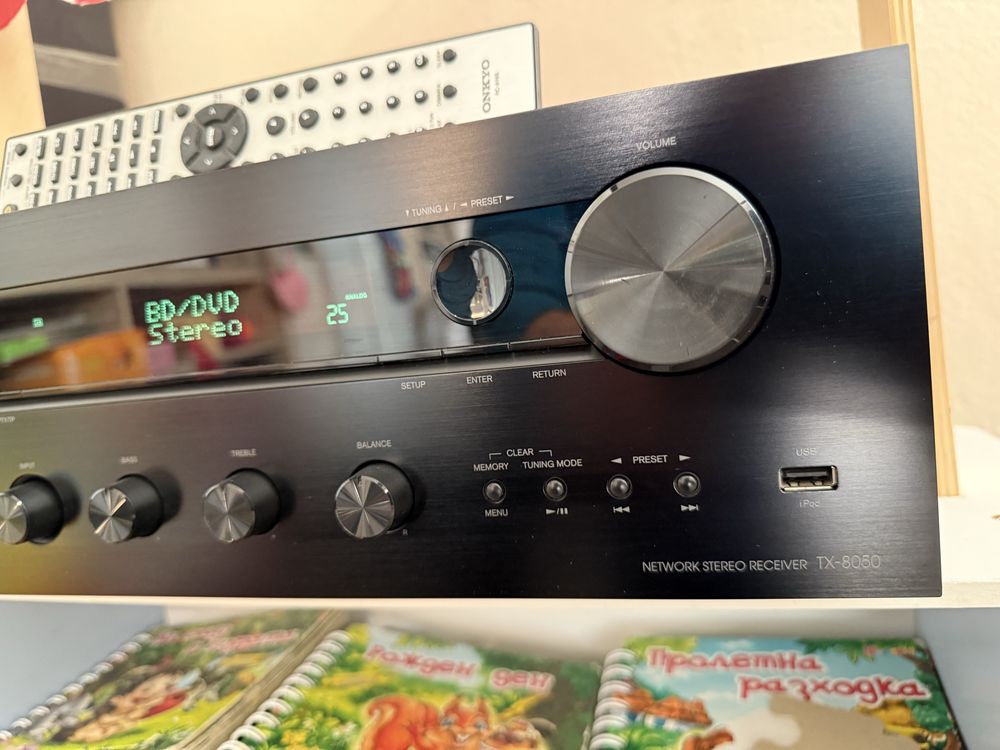 ONKYO
VOLUME
TUNING / PRESET
BD/DVD
Stereo
ANALOG
25
SETUP ENTER RETURN
INPUT BASS TREBLE BALANCE
R
CLEAR
MEMORY TUNING MODE PRESET
MENU
USB
iPod
NETWORK STEREO RECEIVER TX-8050
Рожден ден
Пролетна
разходка